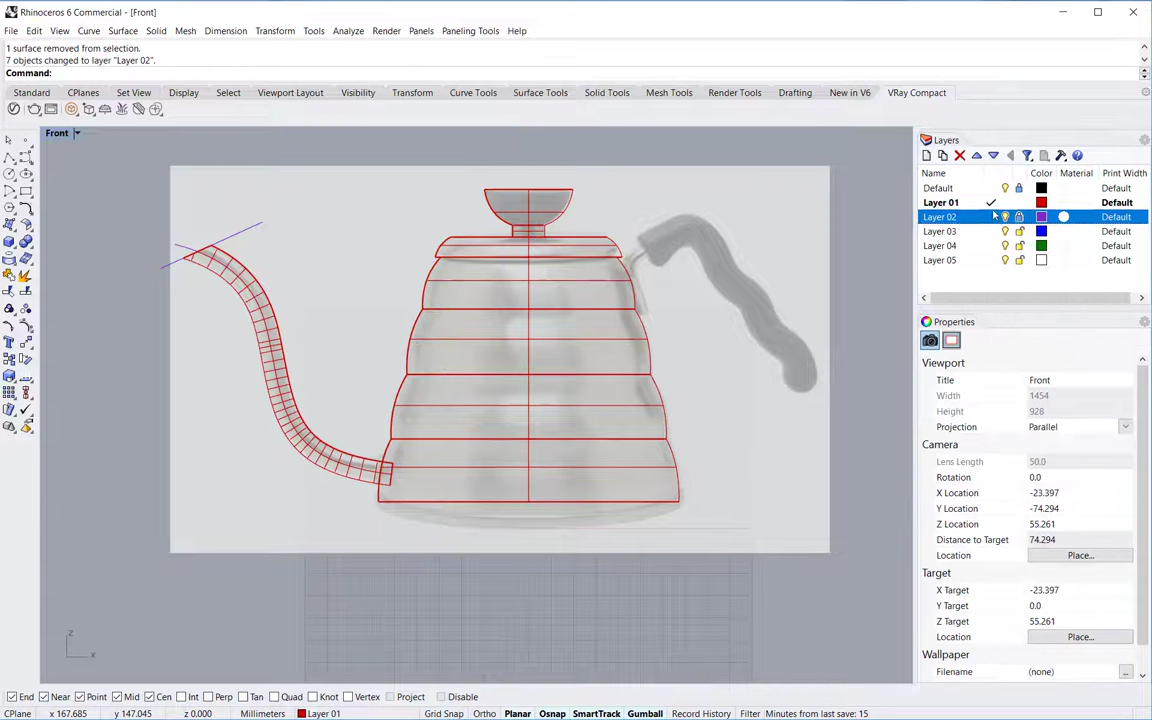 Rhinoceros 6 Commercial - [Front]
File Edit View Curve Surface Solid Mesh Dimension Transform Tools Analyze Render Panels Paneling Tools Help
1 surface removed from selection.
7 objects changed to layer "Layer 02".
Command:
Standard CPlanes Set View Display Select Viewport Layout Visibility Transform Curve Tools Surface Tools Solid Tools Mesh Tools Render Tools Drafting New in V6 VRay Compact
Front
z
x
Layers
Name Color Material Print Width
Default Default
Layer 01 Default
Layer 02 Default
Layer 03 Default
Layer 04 Default
Layer 05 Default
Properties
Viewport
Title Front
Width 1454
Height 928
Projection Parallel
Camera
Lens Length 50.0
Rotation 0.0
X Location -23.397
Y Location -74.294
Z Location 55.261
Distance to Target 74.294
Location Place...
Target
X Target -23.397
Y Target 0.0
Z Target 55.261
Location Place...
Wallpaper
Filename (none)
End Near Point Mid Cen Int Perp Tan Quad Knot Vertex Project Disable
CPlane x 167.685 y 147.045 z 0.000 Millimeters Layer 01 Grid Snap Ortho Planar Osnap SmartTrack Gumball Record History Filter Minutes from last save: 15